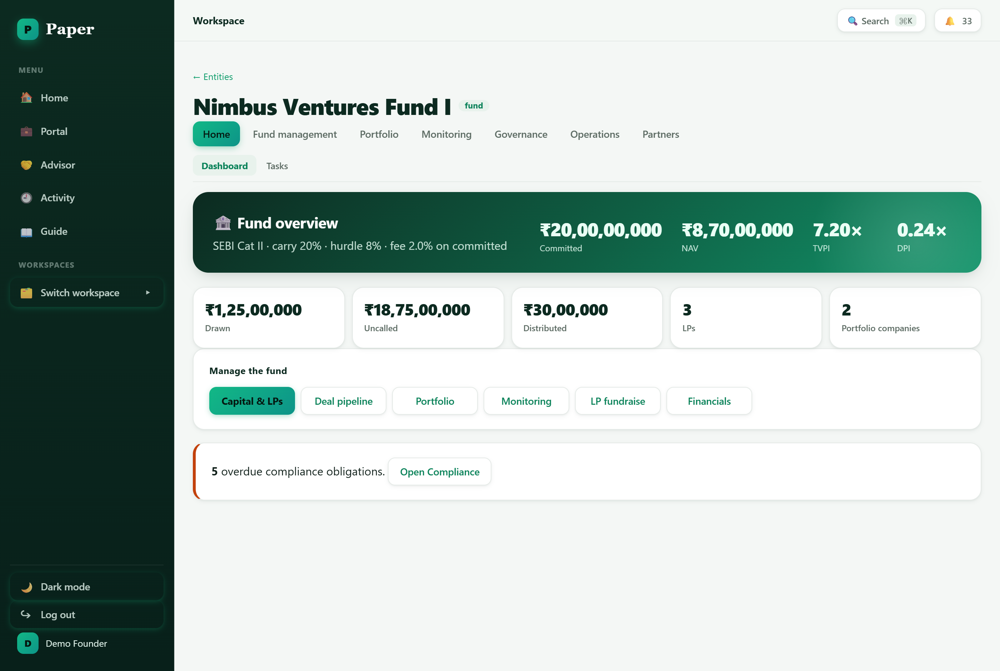 P Paper
MENU
Home
Portal
Advisor
Activity
Guide
WORKSPACES
Switch workspace ▸
Dark mode
↪ Log out
D Demo Founder
Workspace
Search ⌘K
33
← Entities
Nimbus Ventures Fund I fund
Home Fund management Portfolio Monitoring Governance Operations Partners
Dashboard Tasks
Fund overview
SEBI Cat II · carry 20% · hurdle 8% · fee 2.0% on committed
₹20,00,00,000 ₹8,70,00,000 7.20× 0.24×
Committed NAV TVPI DPI
₹1,25,00,000 ₹18,75,00,000 ₹30,00,000 3 2
Drawn Uncalled Distributed LPs Portfolio companies
Manage the fund
Capital & LPs Deal pipeline Portfolio Monitoring LP fundraise Financials
5 overdue compliance obligations. Open Compliance